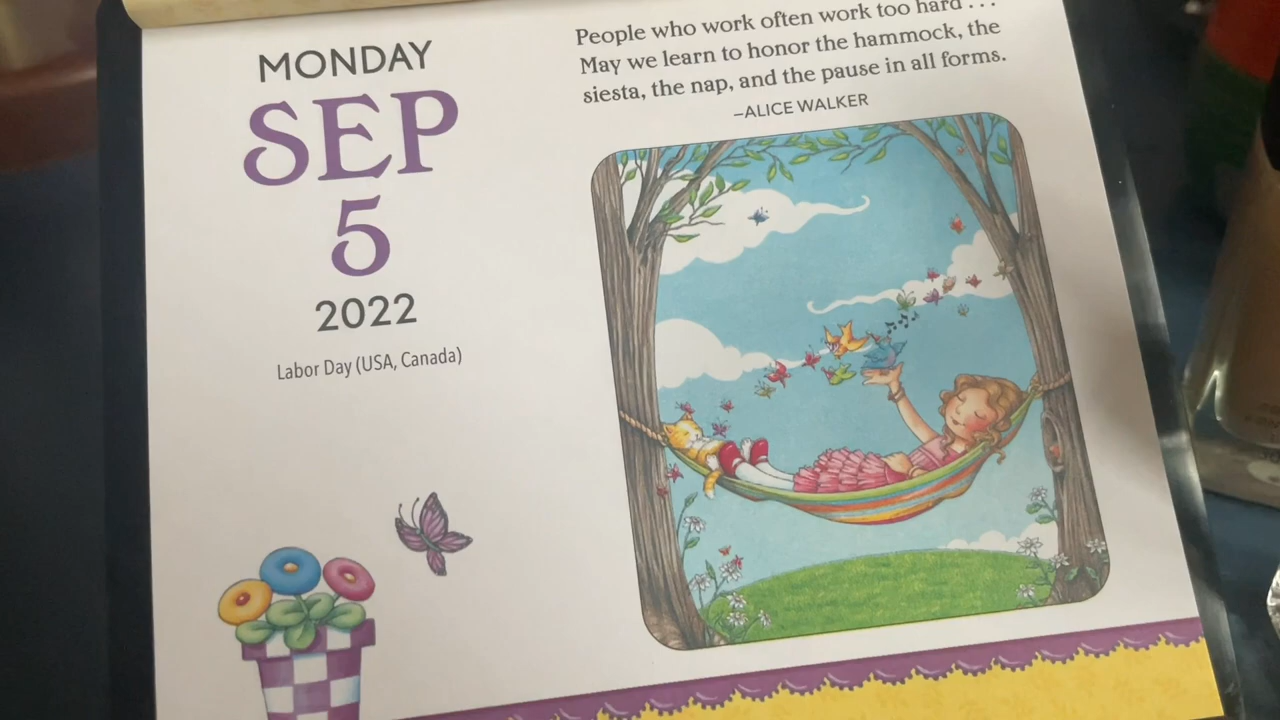 MONDAY
SEP
5
2022
Labor Day (USA, Canada)
People who work often work too hard . . .
May we learn to honor the hammock, the
siesta, the nap, and the pause in all forms.
–ALICE WALKER